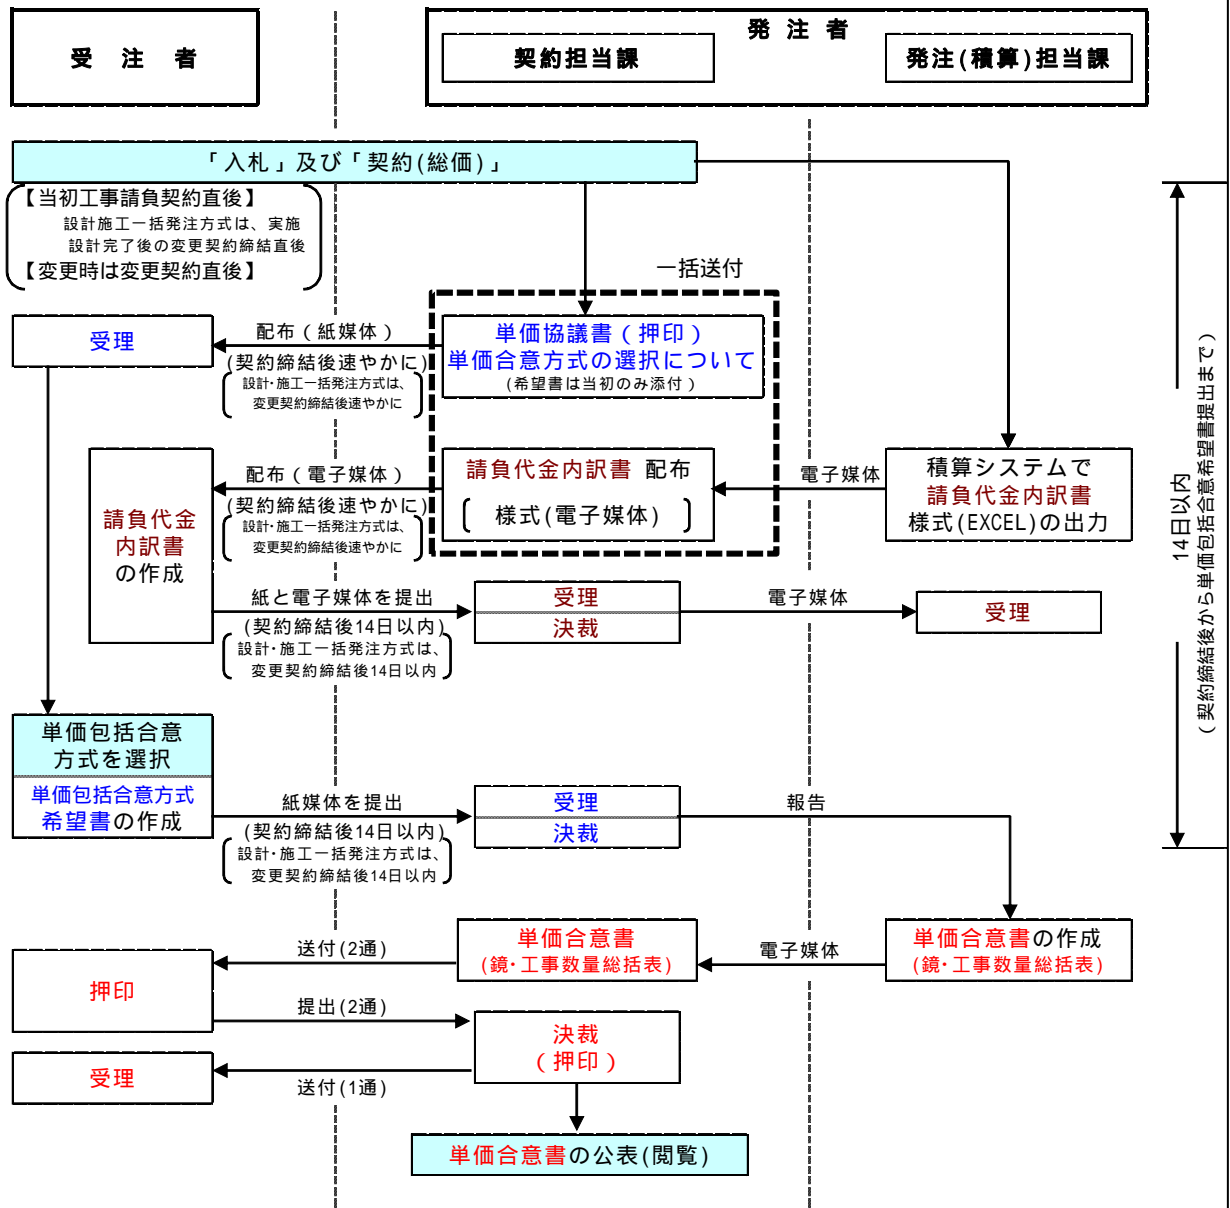 受 注 者
発 注 者
契約担当課
発注(積算)担当課
「入札」及び「契約(総価)」
【当初工事請負契約直後】
設計施工一括発注方式は、実施
設計完了後の変更契約締結直後
【変更時は変更契約直後】
一括送付
受理
配布(紙媒体)
(契約締結後速やかに)
設計・施工一括発注方式は、
変更契約締結後速やかに
単価協議書(押印)
単価合意方式の選択について
(希望書は当初のみ添付)
請負代金
内訳書
の作成
配布(電子媒体)
(契約締結後速やかに)
設計・施工一括発注方式は、
変更契約締結後速やかに
請負代金内訳書 配布
様式(電子媒体)
電子媒体
積算システムで
請負代金内訳書
様式(EXCEL)の出力
紙と電子媒体を提出
(契約締結後14日以内)
設計・施工一括発注方式は、
変更契約締結後14日以内
受理
決裁
電子媒体
受理
14日以内
(契約締結後から単価包括合意希望書提出まで)
単価包括合意
方式を選択
単価包括合意方式
希望書の作成
紙媒体を提出
(契約締結後14日以内)
設計・施工一括発注方式は、
変更契約締結後14日以内
受理
決裁
報告
押印
送付(2通)
単価合意書
(鏡・工事数量総括表)
電子媒体
単価合意書の作成
(鏡・工事数量総括表)
提出(2通)
決裁
(押印)
受理
送付(1通)
単価合意書の公表(閲覧)